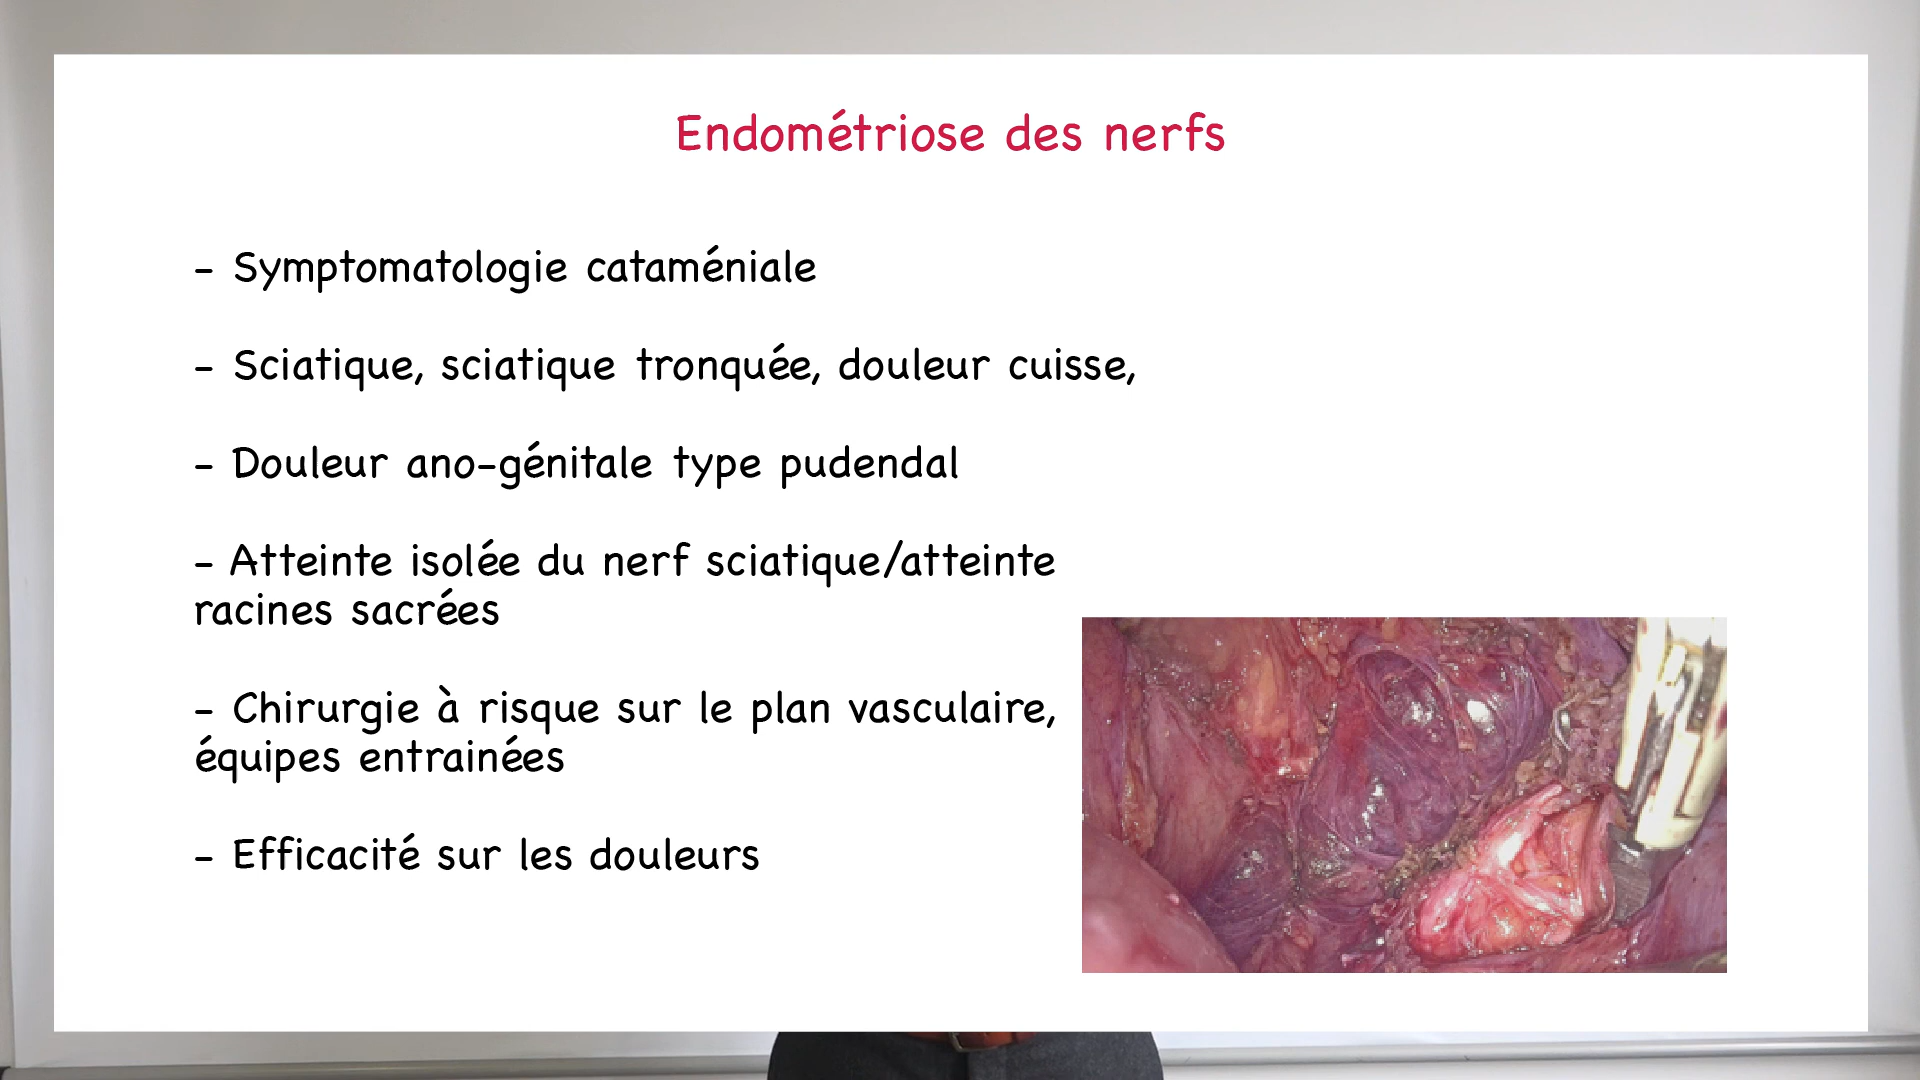 Endométriose des nerfs
- Symptomatologie cataméniale
- Sciatique, sciatique tronquée, douleur cuisse,
- Douleur ano-génitale type pudendal
- Atteinte isolée du nerf sciatique/atteinte
racines sacrées
- Chirurgie à risque sur le plan vasculaire,
équipes entrainées
- Efficacité sur les douleurs